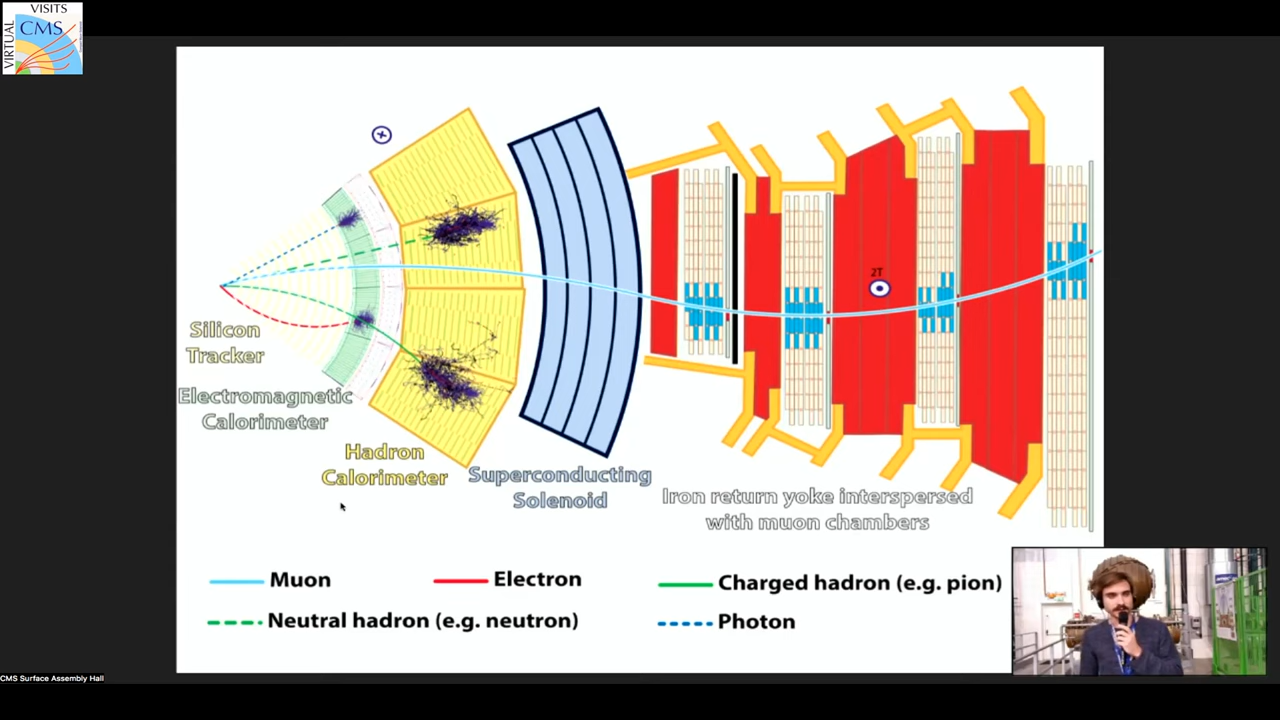 VISITS
CMS
VIRTUAL
2T
Silicon
Tracker
Electromagnetic
Calorimeter
Hadron
Calorimeter
Superconducting
Solenoid
Iron return yoke interspersed
with muon chambers
Muon
Electron
Charged hadron (e.g. pion)
Neutral hadron (e.g. neutron)
Photon
CMS Surface Assembly Hall